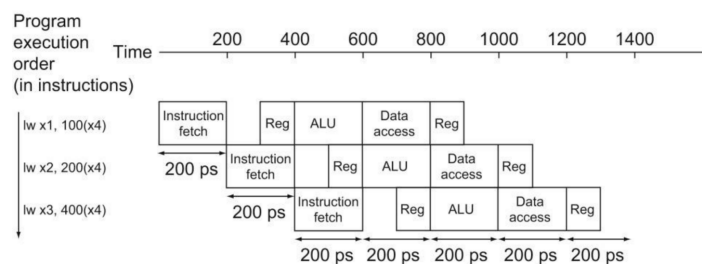 Program
execution
order
(in instructions)
Time
200 400 600 800 1000 1200 1400
lw x1, 100(x4)
Instruction
fetch
Reg
ALU
Data
access
Reg
200 ps
lw x2, 200(x4)
Instruction
fetch
Reg
ALU
Data
access
Reg
200 ps
lw x3, 400(x4)
Instruction
fetch
Reg
ALU
Data
access
Reg
200 ps 200 ps 200 ps 200 ps 200 ps